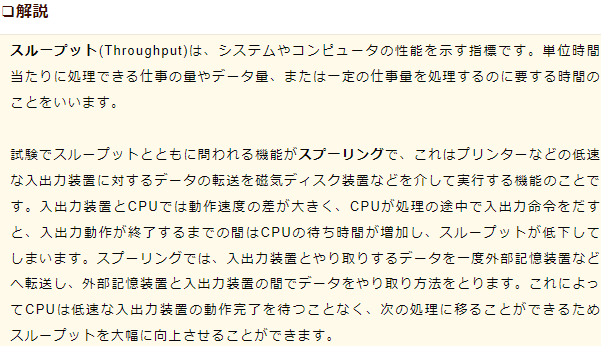 ❏解説
スループット(Throughput)は、システムやコンピュータの性能を示す指標です。単位時間
当たりに処理できる仕事の量やデータ量、または一定の仕事量を処理するのに要する時間の
ことをいいます。
試験でスループットとともに問われる機能がスプーリングで、これはプリンターなどの低速
な入出力装置に対するデータの転送を磁気ディスク装置などを介して実行する機能のことで
す。入出力装置とCPUでは動作速度の差が大きく、CPUが処理の途中で入出力命令をだす
と、入出力動作が終了するまでの間はCPUの待ち時間が増加し、スループットが低下して
しまいます。スプーリングでは、入出力装置とやり取りするデータを一度外部記憶装置など
へ転送し、外部記憶装置と入出力装置の間でデータをやり取り方法をとります。これによっ
てCPUは低速な入出力装置の動作完了を待つことなく、次の処理に移ることができるため
スループットを大幅に向上させることができます。